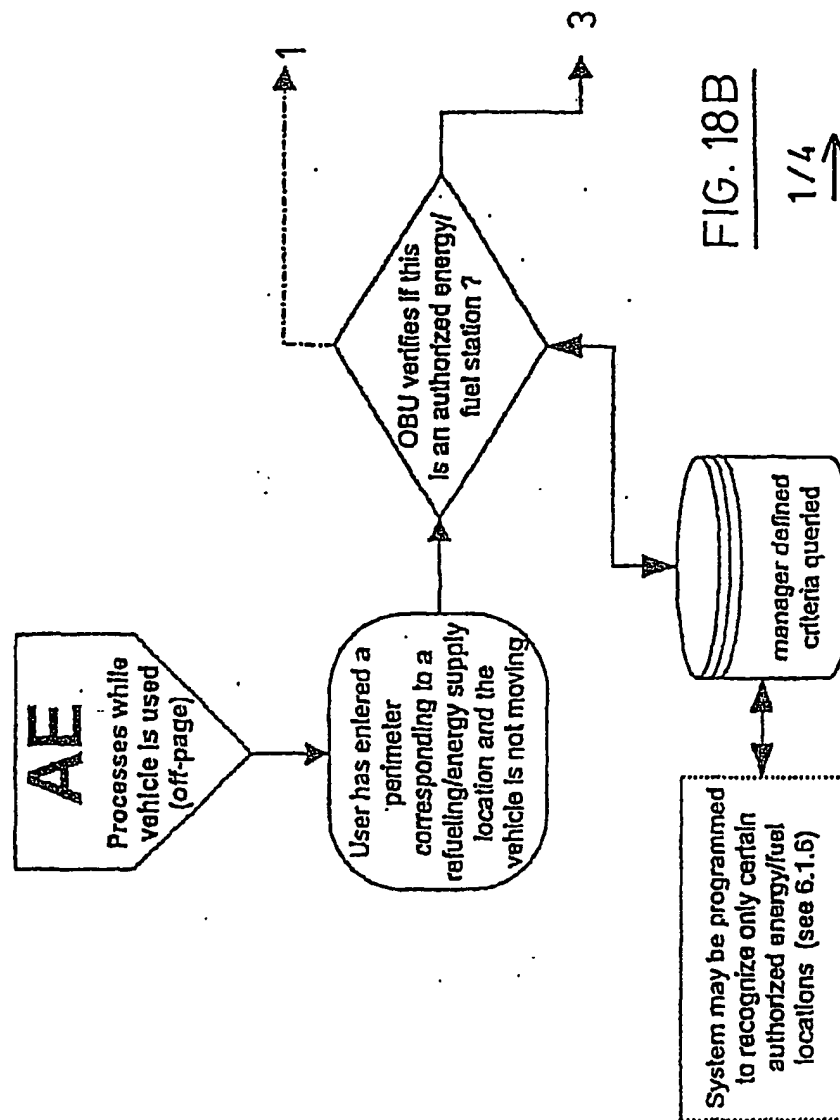 AE
Processes while
vehicle is used
(off-page)
User has entered a
perimeter
corresponding to a
refueling/energy supply
location and the
vehicle is not moving
OBU verifies if this
is an authorized energy/
fuel station ?
1
3
manager defined
criteria queried
System may be programmed
to recognize only certain
authorized energy/fuel
locations (see 6.1.6)
FIG. 18B
1/4